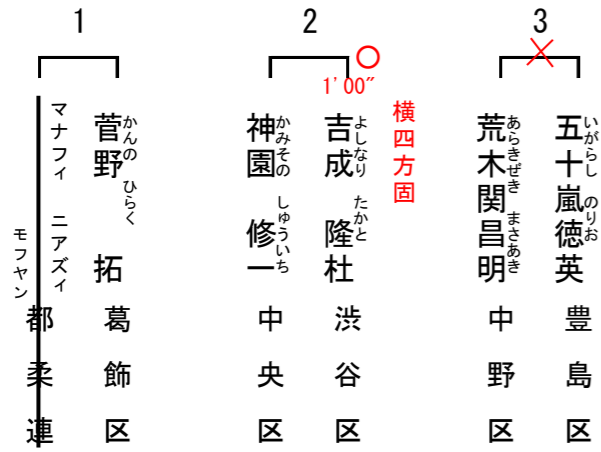 1
2
3
1'00"
菅野 拓
かんの ひらく
葛飾区
マナフィ ニアズィ
モフヤン
都柔連
横四方固
吉成 隆杜
よしなり たかと
渋谷区
神園 修一
かみその しゅういち
中央区
五十嵐徳英
いがらし のりお
豊島区
荒木関昌明
あらきぜき まさあき
中野区